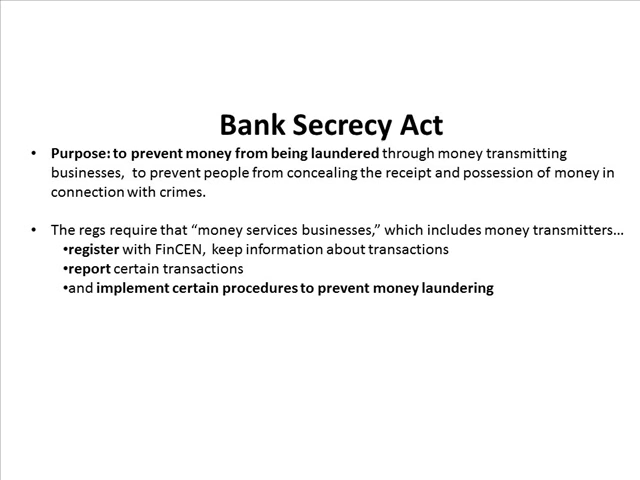 Bank Secrecy Act
• Purpose: to prevent money from being laundered through money transmitting
businesses, to prevent people from concealing the receipt and possession of money in
connection with crimes.
• The regs require that “money services businesses,” which includes money transmitters…
•register with FinCEN, keep information about transactions
•report certain transactions
•and implement certain procedures to prevent money laundering